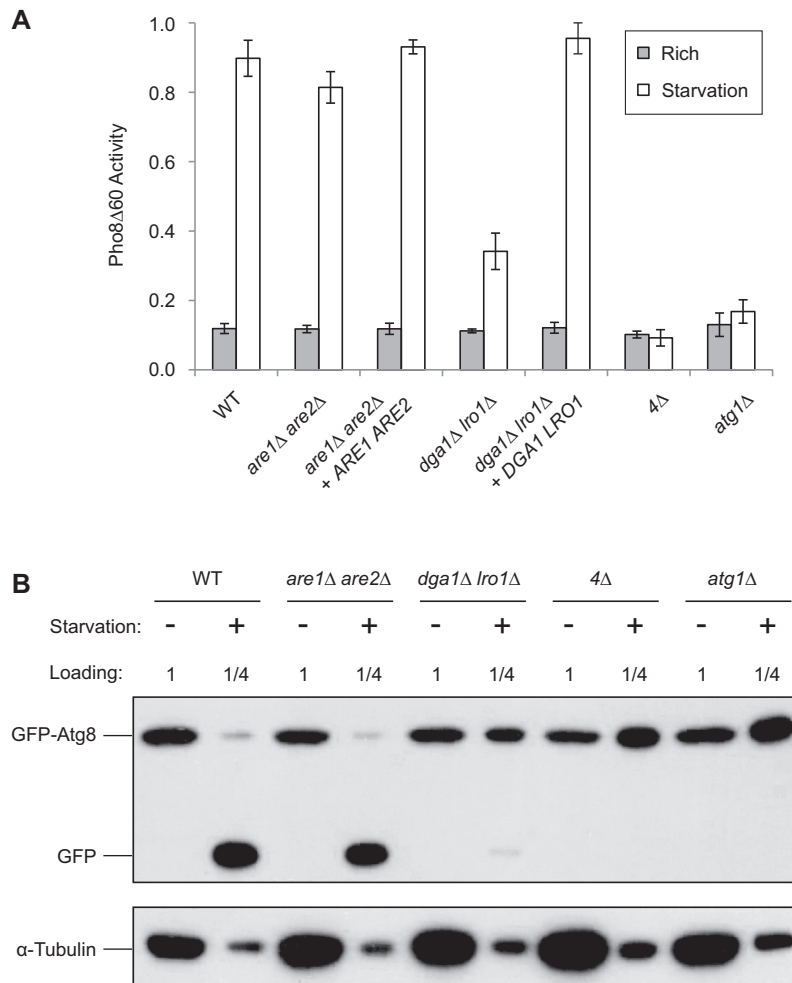 A
Pho8Δ60 Activity
1.0
0.8
0.6
0.4
0.2
0.0
Rich
Starvation
WT
are1Δ are2Δ
are1Δ are2Δ
+ ARE1 ARE2
dga1Δ lro1Δ
dga1Δ lro1Δ
+ DGA1 LRO1
4Δ
atg1Δ
B
WT are1Δ are2Δ dga1Δ lro1Δ 4Δ atg1Δ
Starvation: - + - + - + - + - +
Loading: 1 1/4 1 1/4 1 1/4 1 1/4 1 1/4
GFP-Atg8
GFP
α-Tubulin